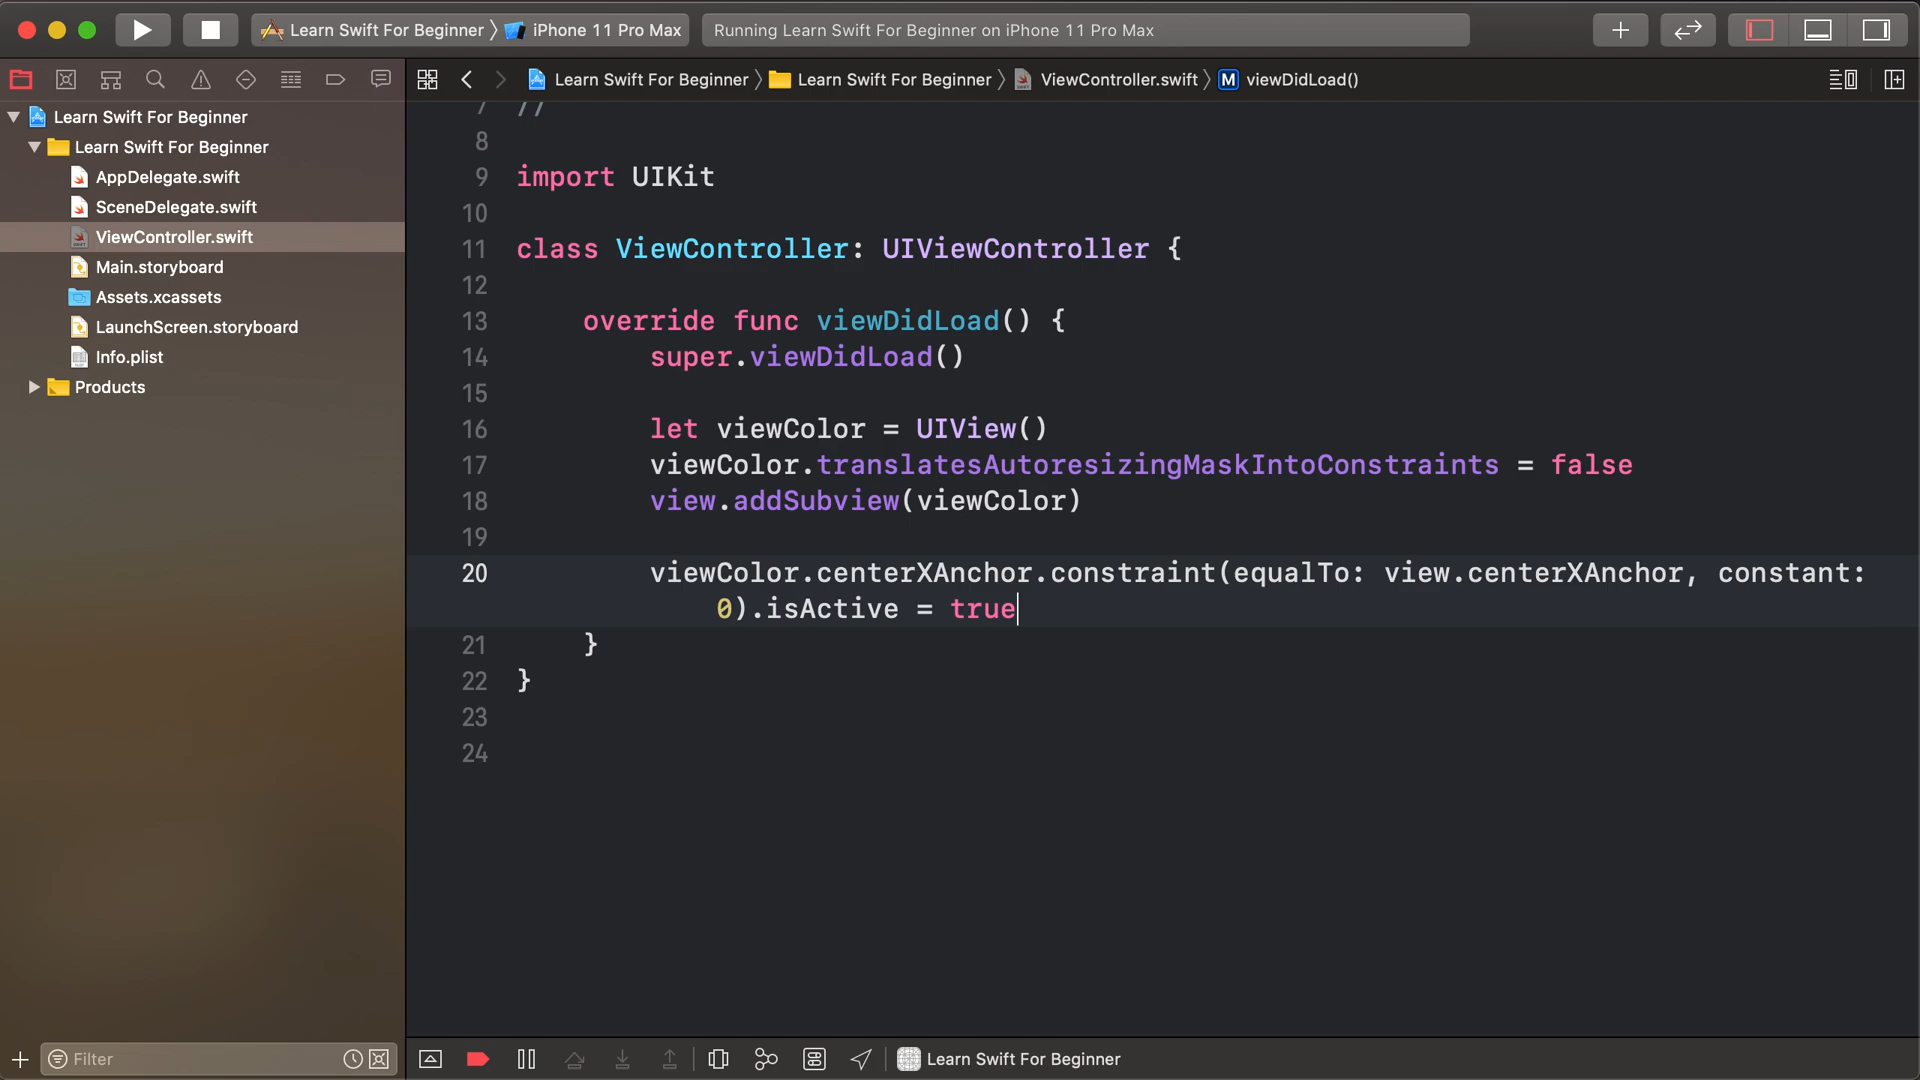 Learn Swift For Beginner iPhone 11 Pro Max Running Learn Swift For Beginner on iPhone 11 Pro Max
Learn Swift For Beginner Learn Swift For Beginner ViewController.swift M viewDidLoad()
Learn Swift For Beginner
Learn Swift For Beginner
AppDelegate.swift
SceneDelegate.swift
ViewController.swift
Main.storyboard
Assets.xcassets
LaunchScreen.storyboard
Info.plist
Products
Filter
7 //
8
9 import UIKit
10
11 class ViewController: UIViewController {
12
13 override func viewDidLoad() {
14 super.viewDidLoad()
15
16 let viewColor = UIView()
17 viewColor.translatesAutoresizingMaskIntoConstraints = false
18 view.addSubview(viewColor)
19
20 viewColor.centerXAnchor.constraint(equalTo: view.centerXAnchor, constant:
0).isActive = true
21 }
22 }
23
24
Learn Swift For Beginner